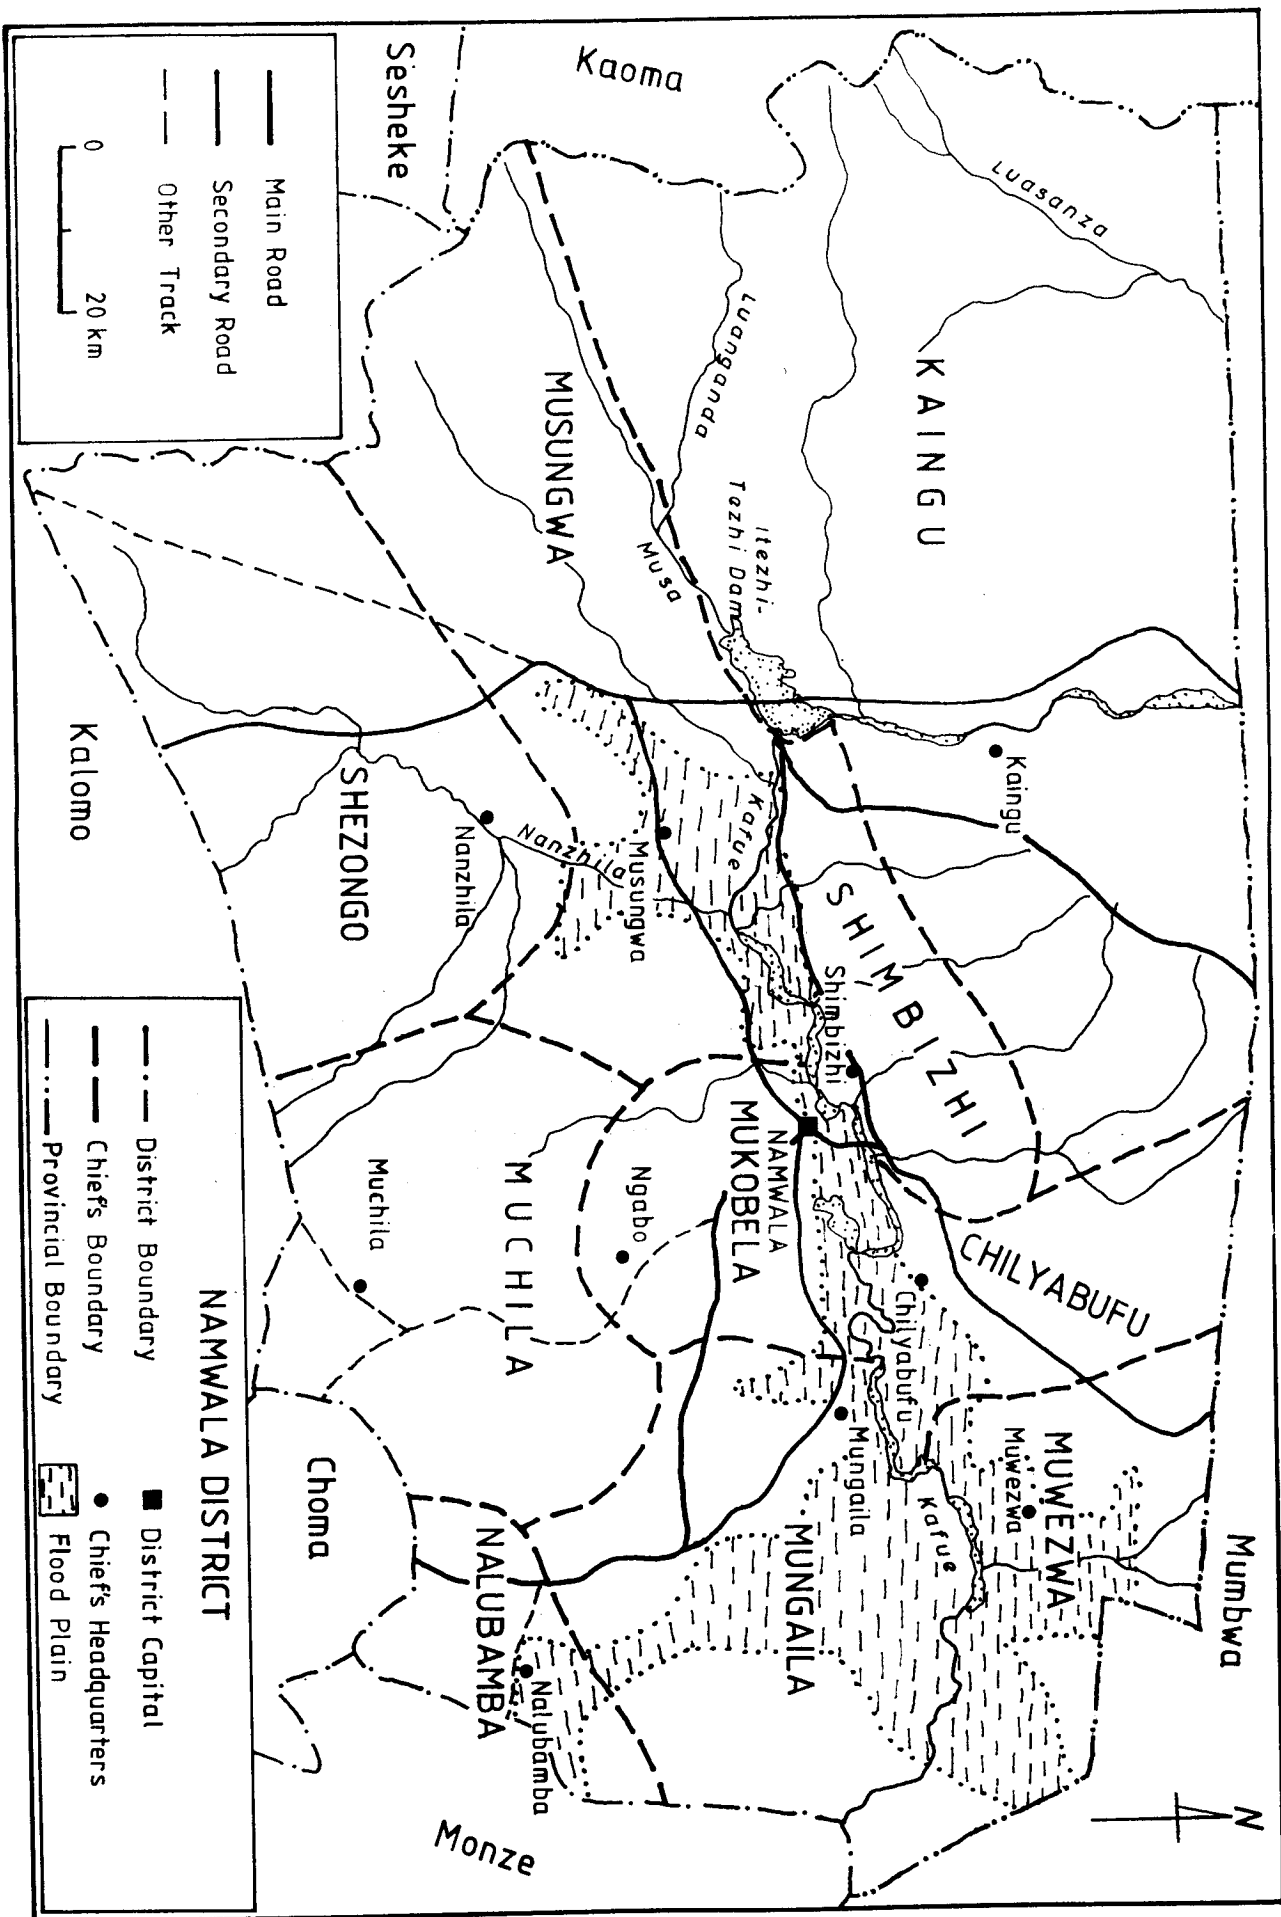 N
Mumbwa
Kaoma
Sesheke
Luasanza
KAINGU
Luanganda
Itezhi-
Tezhi Dam
Musa
MUSUNGWA
Kaingu
SHIMBIZHI
Shimbizhi
Kafue
Musungwa
Nanzhila
Nanzhila
SHEZONGO
Kalomo
CHILYABUFU
Chilyabufu
NAMWALA
MUKOBELA
Ngabo
MUCHILA
Muchila
MUWEZWA
Muwezwa
Kafue
Mungaila
MUNGAILA
NALUBAMBA
Nalubamba
Choma
Monze
Main Road
Secondary Road
Other Track
0 20 km
NAMWALA DISTRICT
District Boundary
Chief's Boundary
Provincial Boundary
District Capital
Chief's Headquarters
Flood Plain